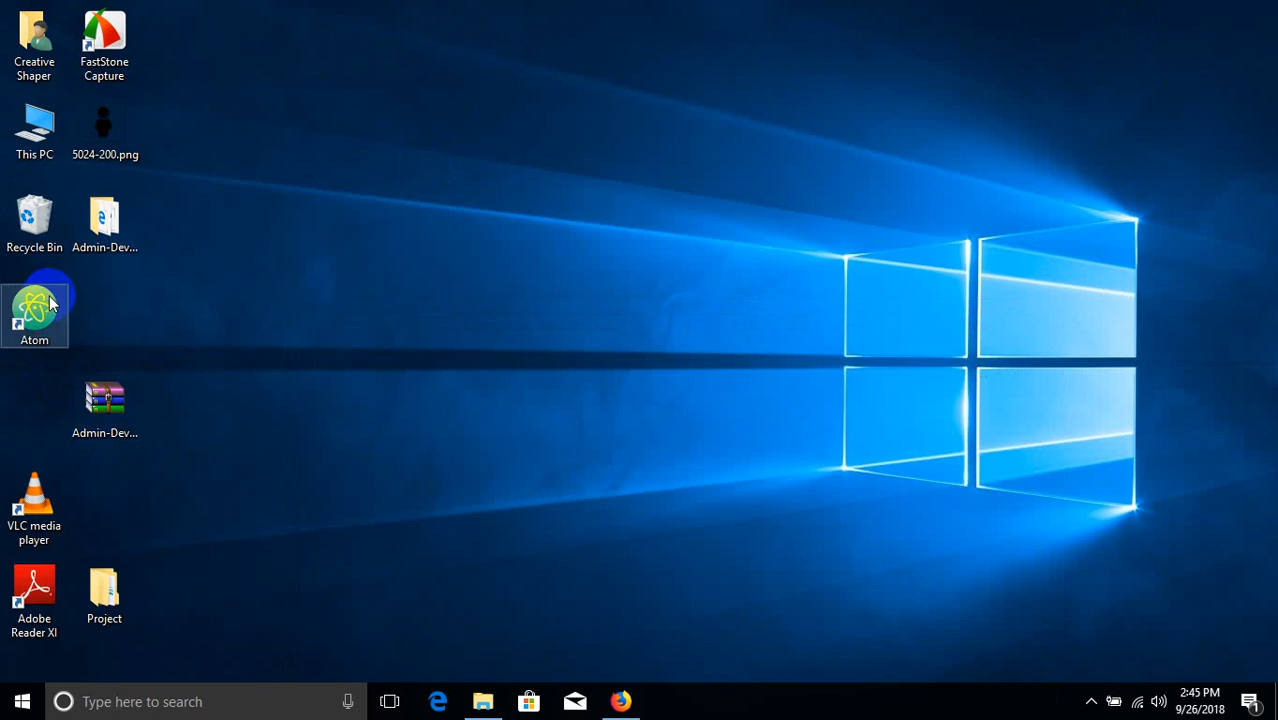 Creative
Shaper
FastStone
Capture
This PC
5024-200.png
Recycle Bin
Admin-Dev...
Atom
Admin-Dev...
VLC media
player
Adobe
Reader XI
Project
Type here to search
2:45 PM
9/26/2018
1